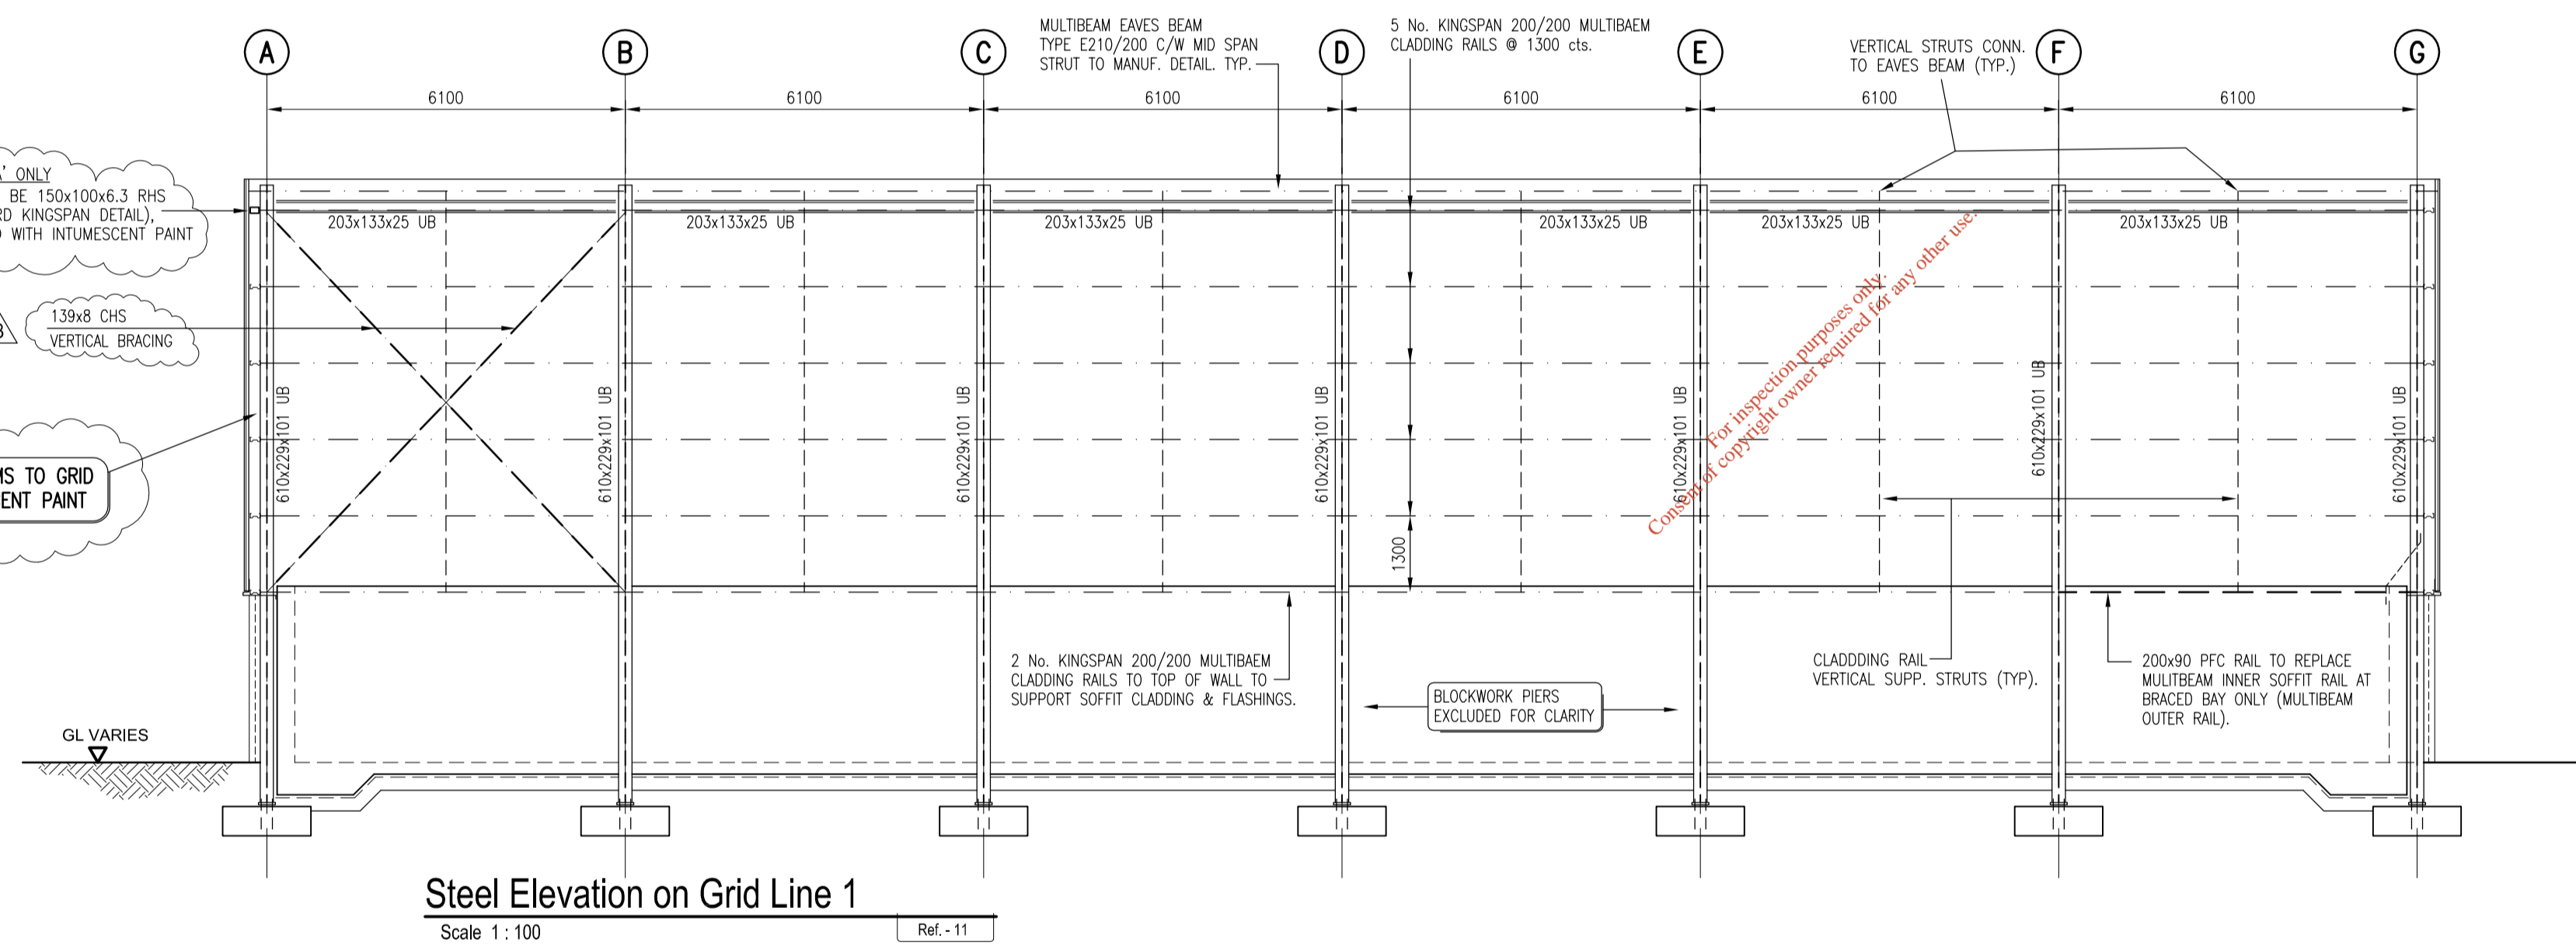 A
B
C
D
E
F
G
MULTIBEAM EAVES BEAM
TYPE E210/200 C/W MID SPAN
STRUT TO MANUF. DETAIL. TYP.
5 No. KINGSPAN 200/200 MULTIBAEM
CLADDING RAILS @ 1300 cts.
VERTICAL STRUTS CONN.
TO EAVES BEAM (TYP.)
6100
6100
6100
6100
6100
6100
A' ONLY
BE 150x100x6.3 RHS
RD KINGSPAN DETAIL),
WITH INTUMESCENT PAINT
203x133x25 UB
203x133x25 UB
203x133x25 UB
203x133x25 UB
203x133x25 UB
203x133x25 UB
139x8 CHS
VERTICAL BRACING
610x229x101 UB
610x229x101 UB
610x229x101 UB
610x229x101 UB
610x229x101 UB
610x229x101 UB
610x229x101 UB
For inspection purposes only.
Consent of copyright owner required for any other use.
MS TO GRID
CENT PAINT
1300
2 No. KINGSPAN 200/200 MULTIBAEM
CLADDING RAILS TO TOP OF WALL TO
SUPPORT SOFFIT CLADDING & FLASHINGS.
BLOCKWORK PIERS
EXCLUDED FOR CLARITY
CLADDDING RAIL
VERTICAL SUPP. STRUTS (TYP).
200x90 PFC RAIL TO REPLACE
MULITBEAM INNER SOFFIT RAIL AT
BRACED BAY ONLY (MULTIBEAM
OUTER RAIL).
GL VARIES
Steel Elevation on Grid Line 1
Scale 1 : 100
Ref. - 11